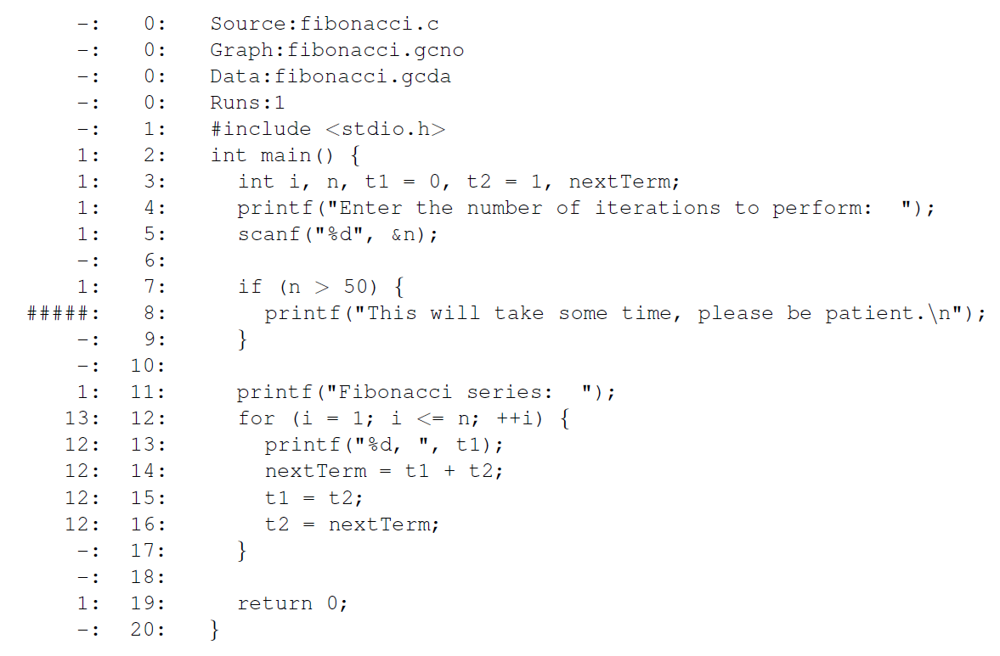 -: 0: Source:fibonacci.c
-: 0: Graph:fibonacci.gcno
-: 0: Data:fibonacci.gcda
-: 0: Runs:1
-: 1: #include <stdio.h>
1: 2: int main() {
1: 3: int i, n, t1 = 0, t2 = 1, nextTerm;
1: 4: printf("Enter the number of iterations to perform:  ");
1: 5: scanf("%d", &n);
-: 6:
1: 7: if (n > 50) {
#####: 8: printf("This will take some time, please be patient.\n");
-: 9: }
-: 10:
1: 11: printf("Fibonacci series:  ");
13: 12: for (i = 1; i <= n; ++i) {
12: 13: printf("%d, ", t1);
12: 14: nextTerm = t1 + t2;
12: 15: t1 = t2;
12: 16: t2 = nextTerm;
-: 17: }
-: 18:
1: 19: return 0;
-: 20: }